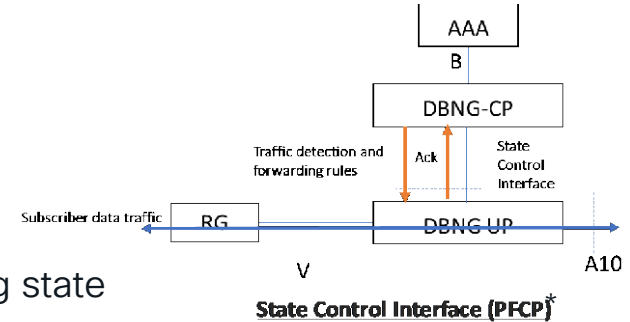 AAA
B
DBNG-CP
Traffic detection and
forwarding rules
Ack
State
Control
Interface
Subscriber data traffic
RG
DBNG-UP
V
A10
g state
State Control Interface (PFCP)*